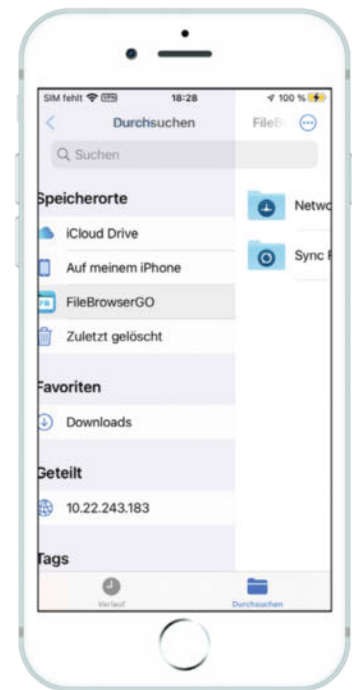 SIM fehlt VPN 18:28 100 %
Durchsuchen FileB
Suchen
Speicherorte
Netwo
iCloud Drive
Auf meinem iPhone
Sync F
FileBrowserGO
Zuletzt gelöscht
Favoriten
Downloads
Geteilt
10.22.243.183
Tags
Verlauf Durchsuchen